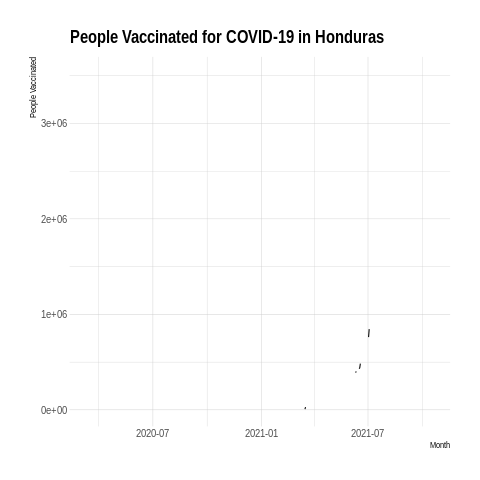 People Vaccinated for COVID-19 in Honduras
People Vaccinated
3e+06
2e+06
1e+06
0e+00
2020-07 2021-01 2021-07
Month